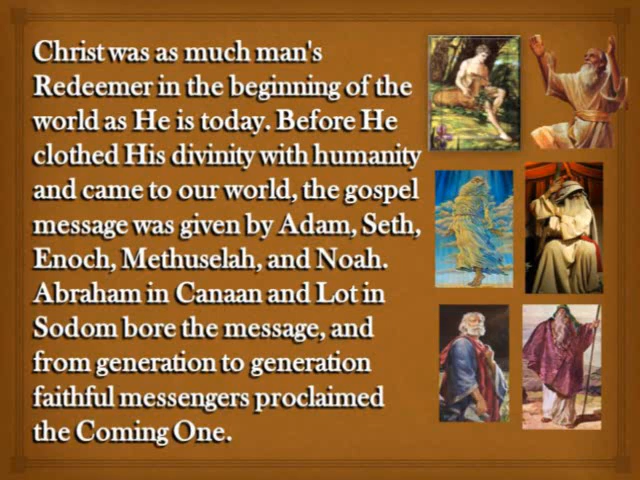 Christ was as much man's
Redeemer in the beginning of the
world as He is today. Before He
clothed His divinity with humanity
and came to our world, the gospel
message was given by Adam, Seth,
Enoch, Methuselah, and Noah.
Abraham in Canaan and Lot in
Sodom bore the message, and
from generation to generation
faithful messengers proclaimed
the Coming One.